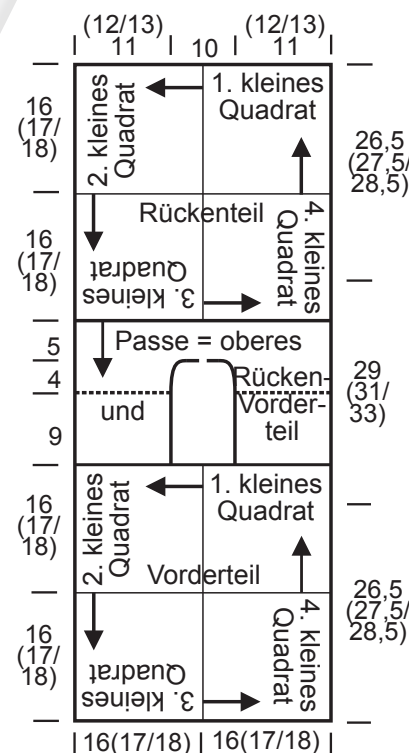 (12/13) (12/13)
11 10 11
16
(17/
18)
1. kleines
Quadrat
2. kleines
Quadrat
26,5
(27,5/
28,5)
Rückenteil
16
(17/
18)
3. kleines
Quadrat
4. kleines
Quadrat
5
Passe = oberes
4
Rücken-
29
(31/
33)
und
Vorder-
teil
9
16
(17/
18)
1. kleines
Quadrat
2. kleines
Quadrat
Vorderteil
26,5
(27,5/
28,5)
16
(17/
18)
3. kleines
Quadrat
4. kleines
Quadrat
16(17/18) 16(17/18)